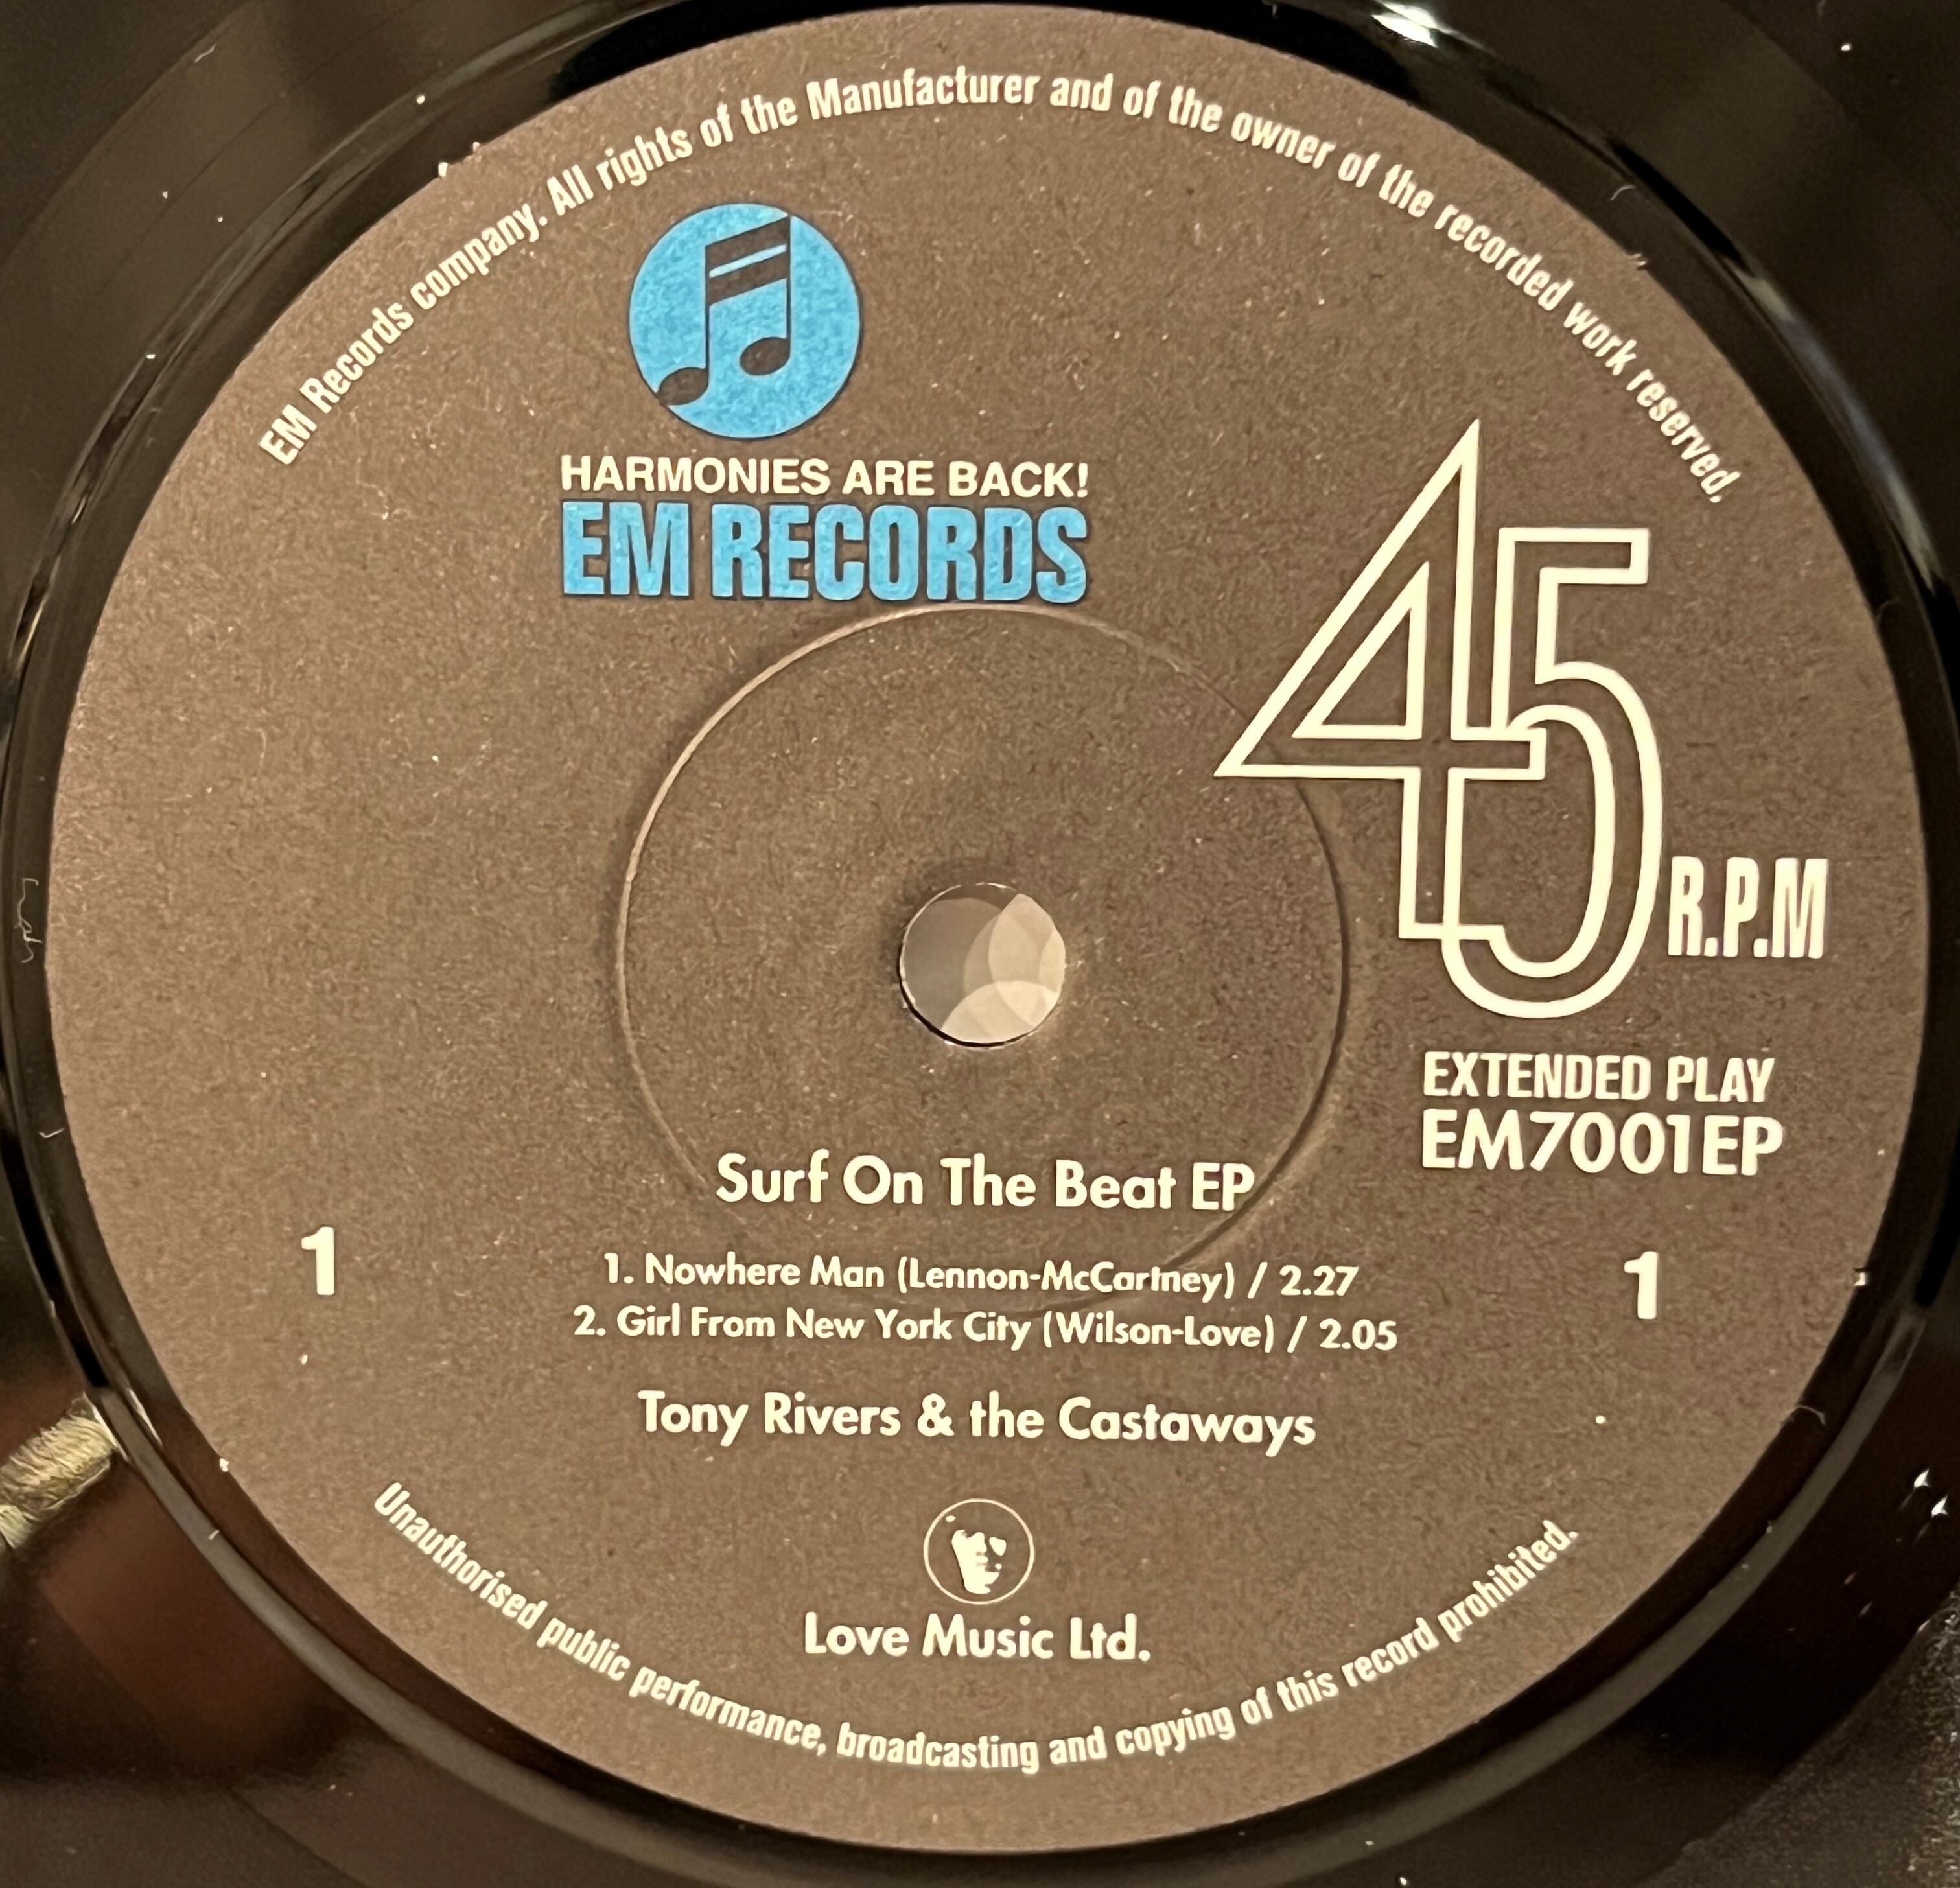 EM Records company. All rights of the Manufacturer and of the owner of the recorded work reserved.
HARMONIES ARE BACK!
EM RECORDS
45 R.P.M
EXTENDED PLAY
EM7001EP
Surf On The Beat EP
1
1. Nowhere Man (Lennon-McCartney) / 2.27
2. Girl From New York City (Wilson-Love) / 2.05
1
Tony Rivers & the Castaways
Love Music Ltd.
Unauthorised public performance, broadcasting and copying of this record prohibited.